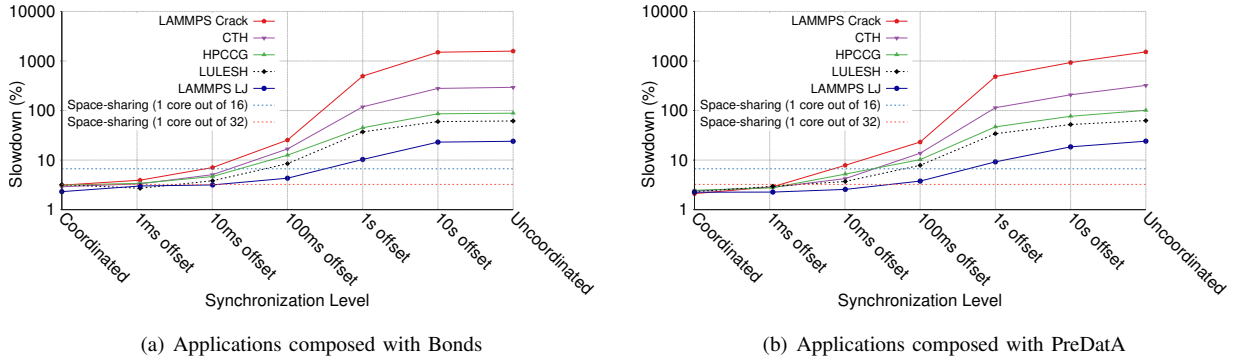 10000
1000
100
10
1
Slowdown (%)
LAMMPS Crack
CTH
HPCCG
LULESH
LAMMPS LJ
Space-sharing (1 core out of 16)
Space-sharing (1 core out of 32)
Coordinated
1ms offset
10ms offset
100ms offset
1s offset
10s offset
Uncoordinated
Synchronization Level
(a) Applications composed with Bonds
10000
1000
100
10
1
Slowdown (%)
LAMMPS Crack
CTH
HPCCG
LULESH
LAMMPS LJ
Space-sharing (1 core out of 16)
Space-sharing (1 core out of 32)
Coordinated
1ms offset
10ms offset
100ms offset
1s offset
10s offset
Uncoordinated
Synchronization Level
(b) Applications composed with PreDatA